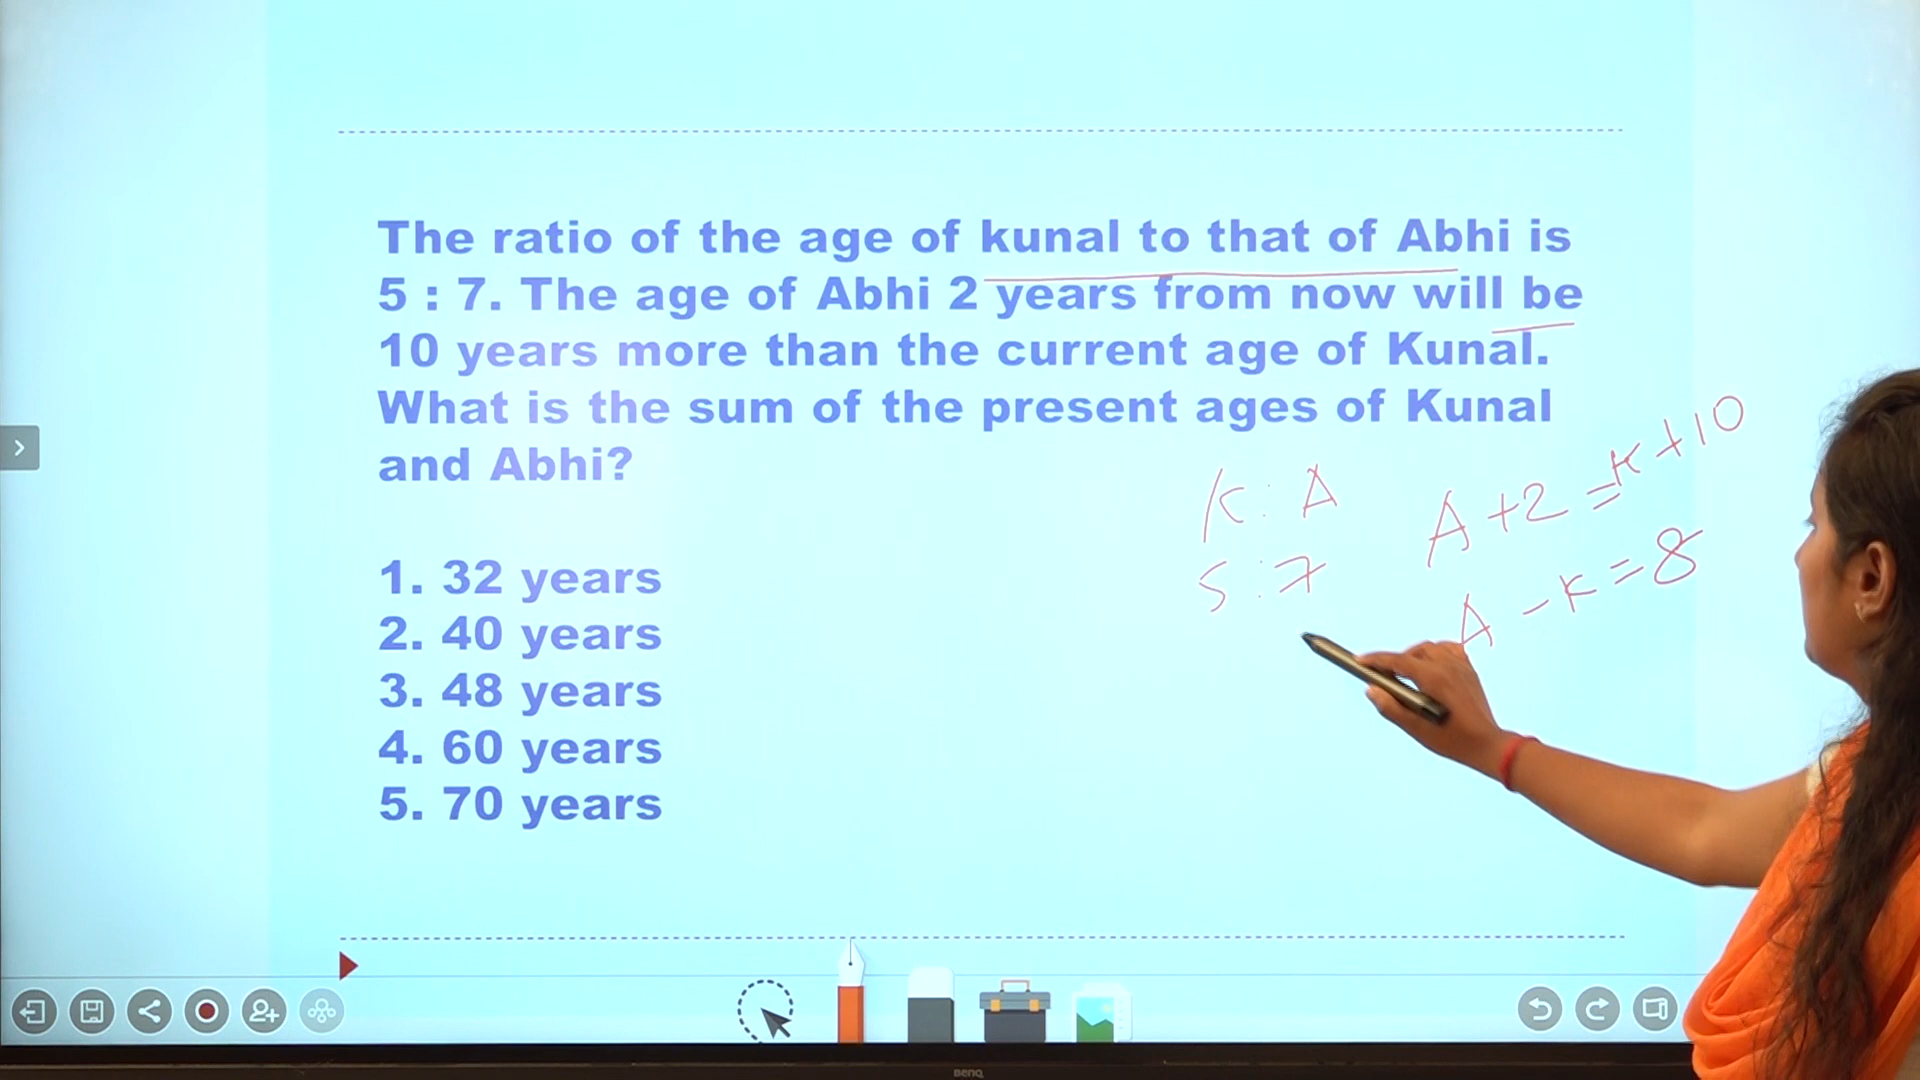 The ratio of the age of kunal to that of Abhi is
5 : 7. The age of Abhi 2 years from now will be
10 years more than the current age of Kunal.
What is the sum of the present ages of Kunal
and Abhi?
1. 32 years
2. 40 years
3. 48 years
4. 60 years
5. 70 years
K : A
5 : 7
A + 2 = K + 10
A - K = 8
BenQ